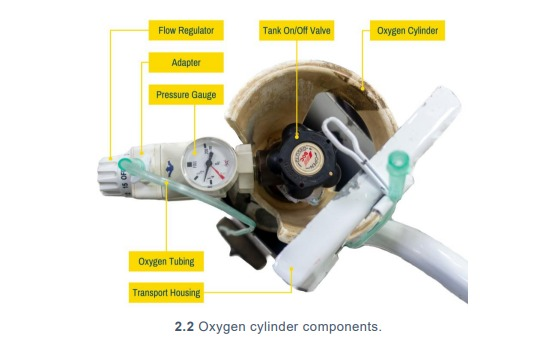 Flow Regulator
Tank On/Off Valve
Oxygen Cylinder
Adapter
Pressure Gauge
Oxygen Tubing
Transport Housing
2.2 Oxygen cylinder components.